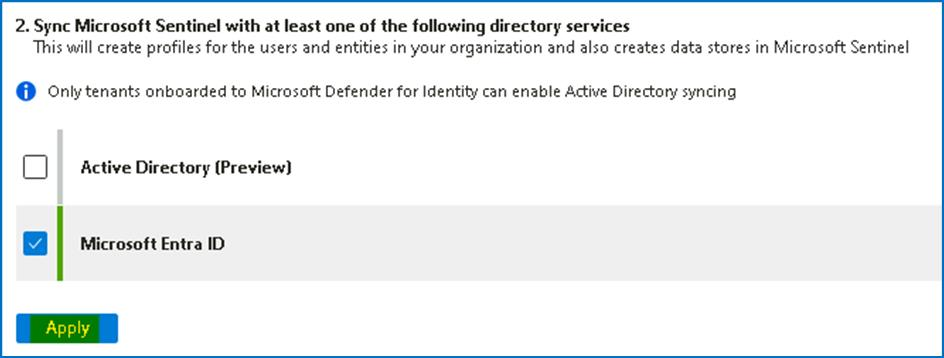 2. Sync Microsoft Sentinel with at least one of the following directory services
This will create profiles for the users and entities in your organization and also creates data stores in Microsoft Sentinel
Only tenants onboarded to Microsoft Defender for Identity can enable Active Directory syncing
Active Directory (Preview)
Microsoft Entra ID
Apply